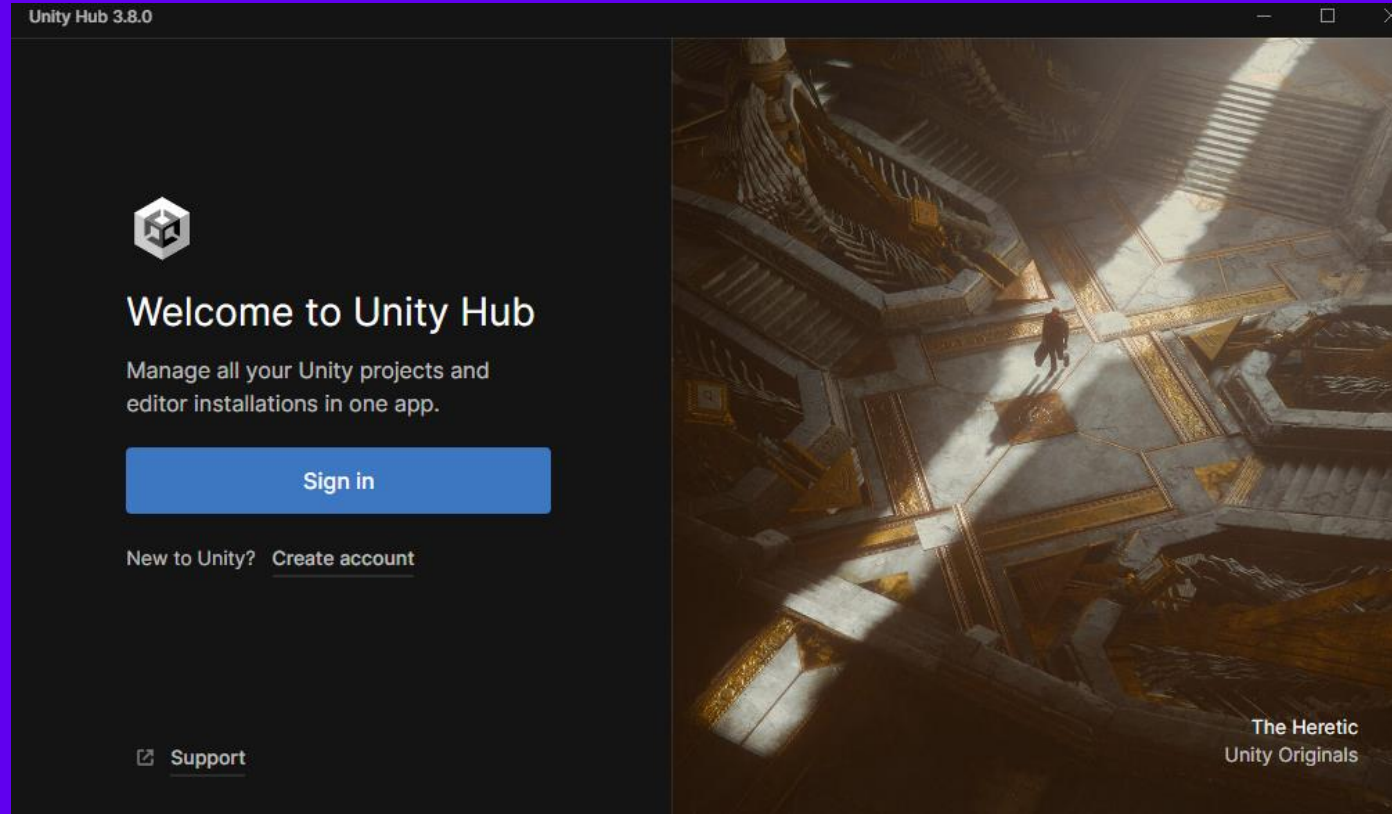 Unity Hub 3.8.0
Welcome to Unity Hub
Manage all your Unity projects and
editor installations in one app.
Sign in
New to Unity? Create account
Support
The Heretic
Unity Originals